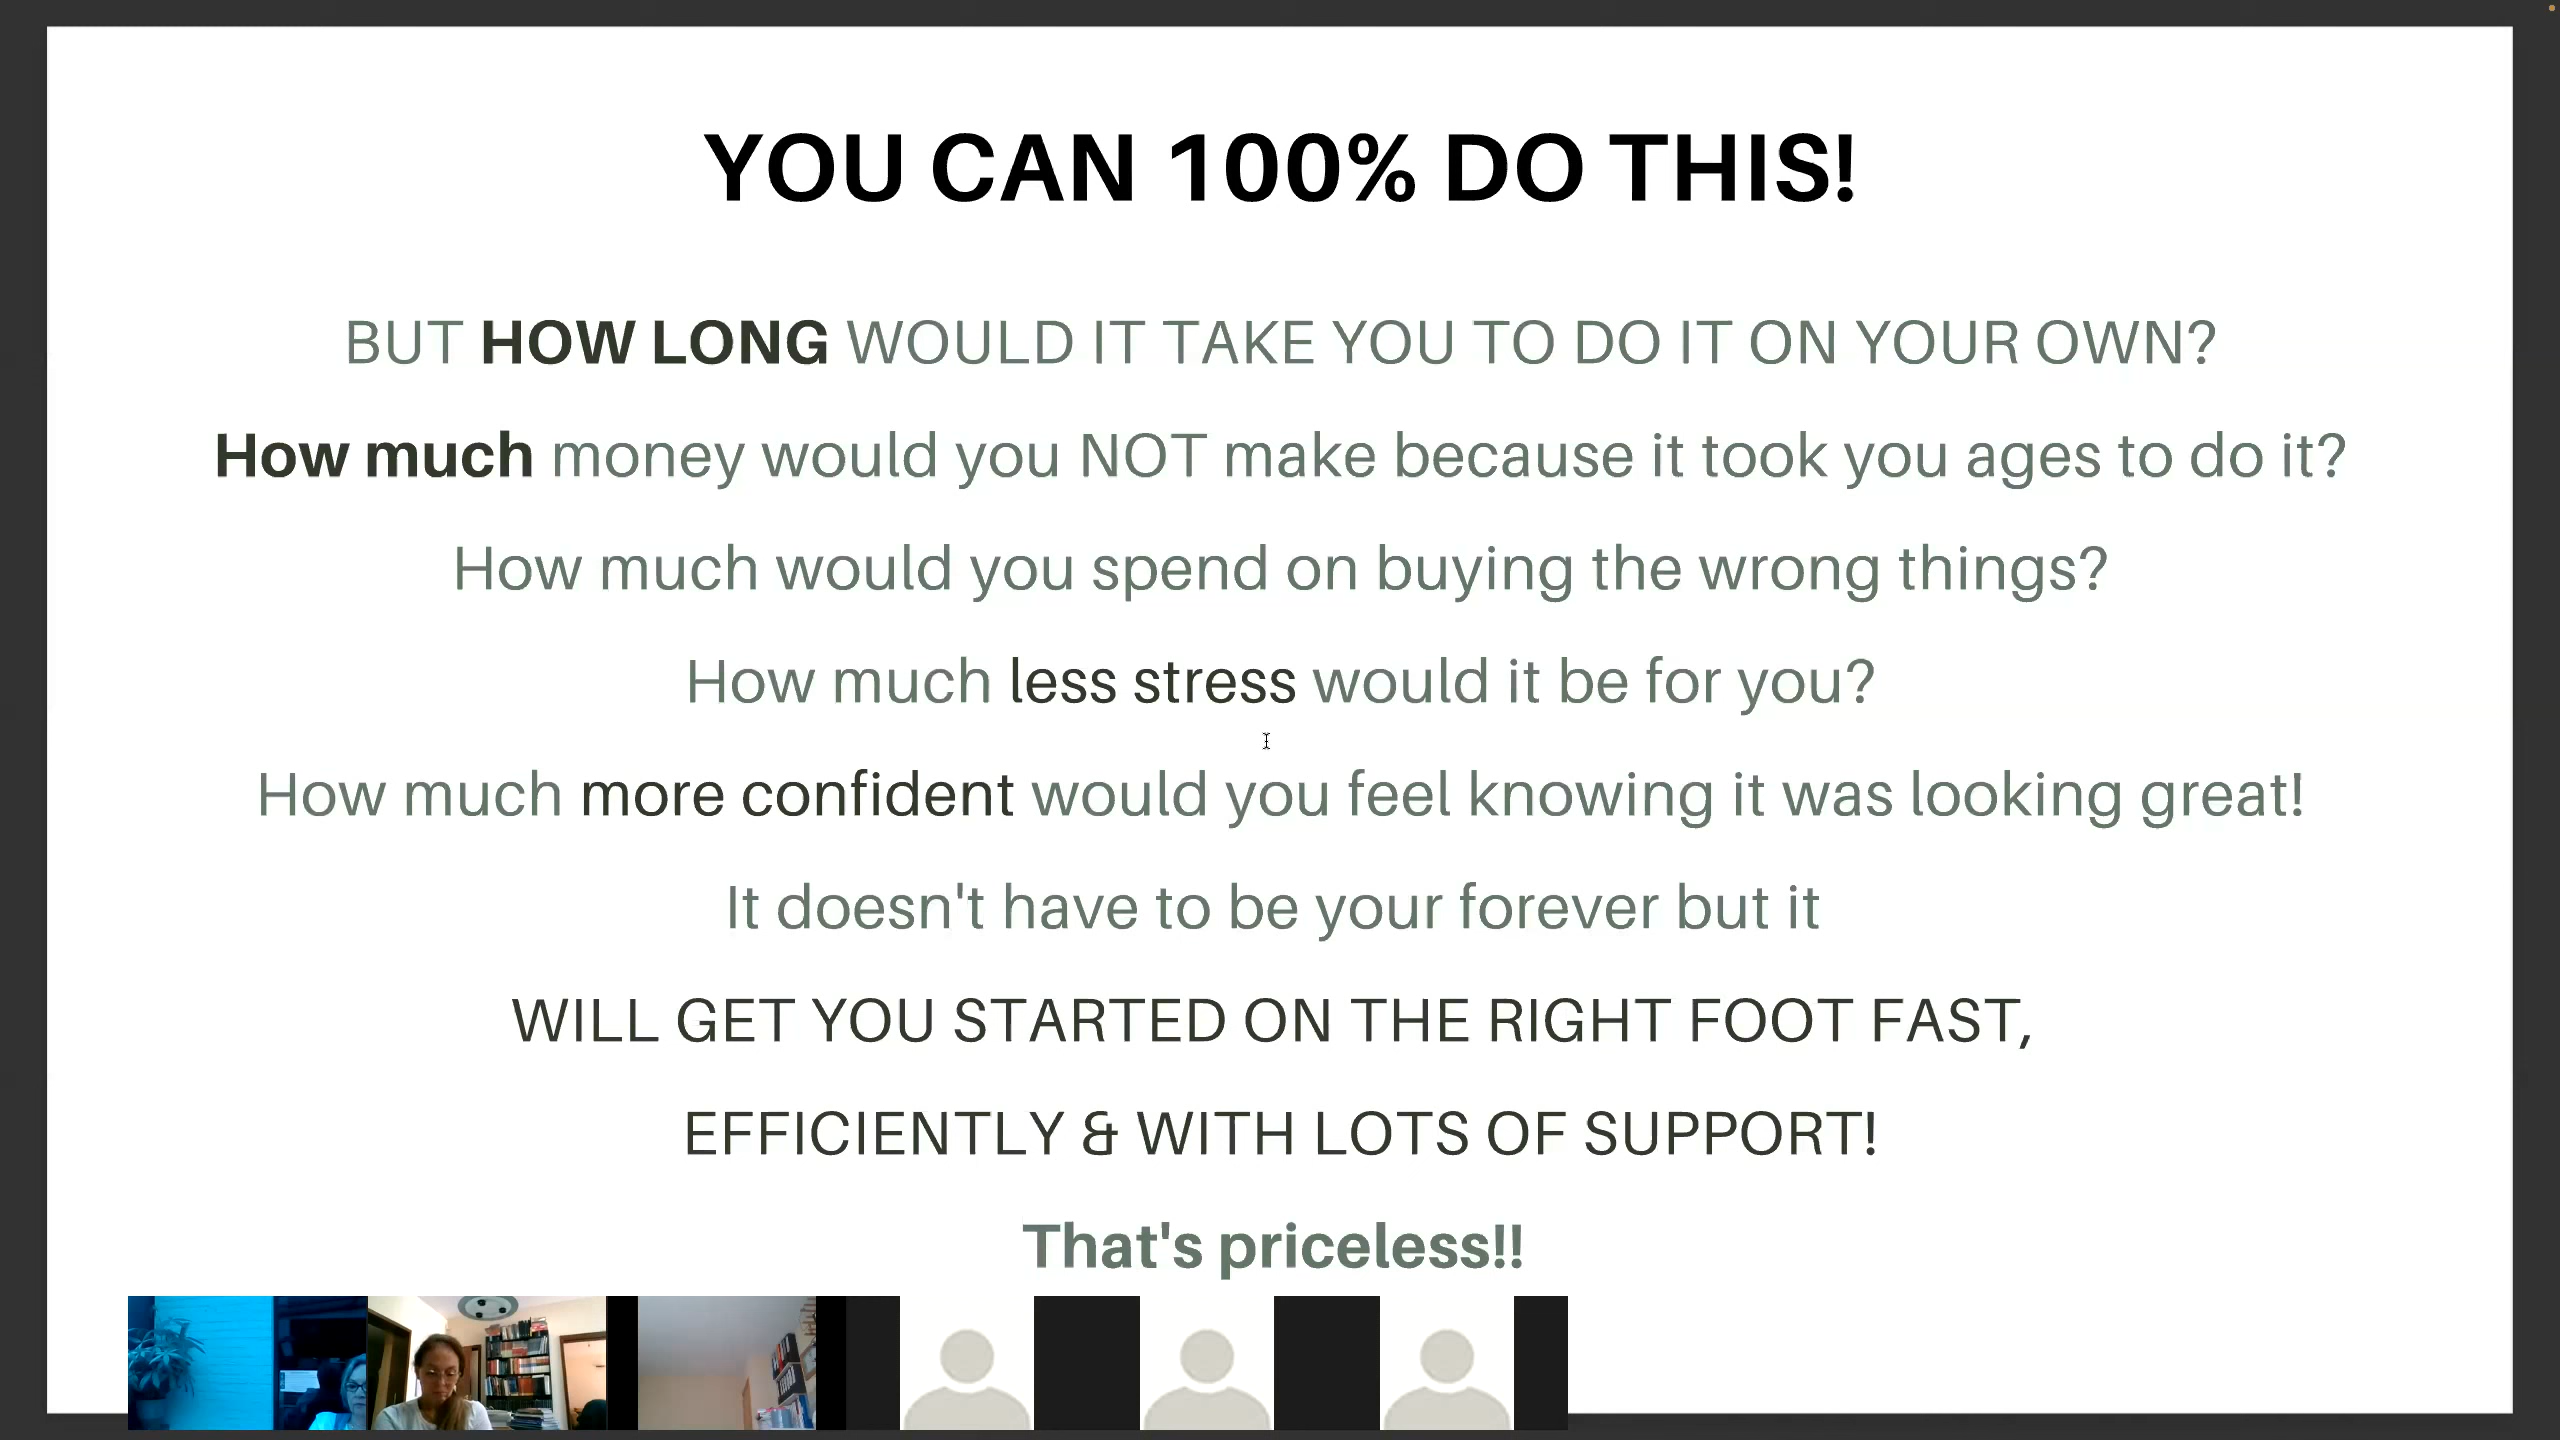 YOU CAN 100% DO THIS!
BUT HOW LONG WOULD IT TAKE YOU TO DO IT ON YOUR OWN?
How much money would you NOT make because it took you ages to do it?
How much would you spend on buying the wrong things?
How much less stress would it be for you?
How much more confident would you feel knowing it was looking great!
It doesn't have to be your forever but it
WILL GET YOU STARTED ON THE RIGHT FOOT FAST,
EFFICIENTLY & WITH LOTS OF SUPPORT!
That's priceless!!